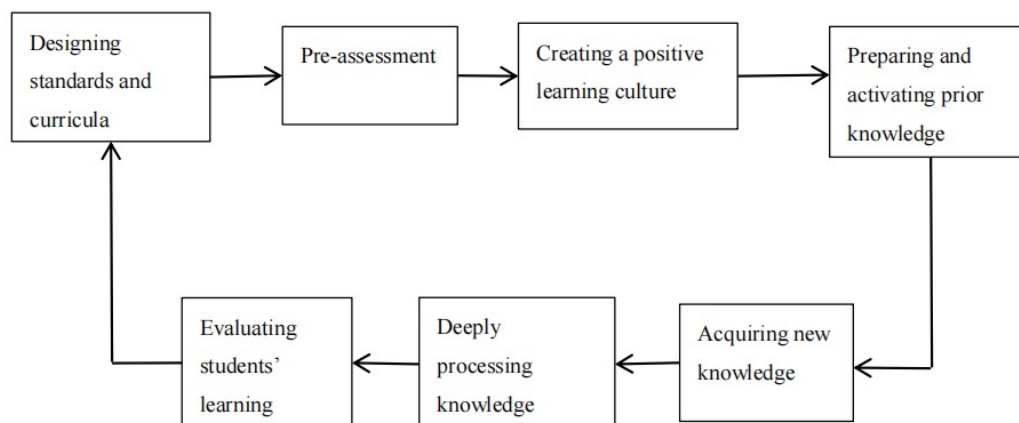 Designing
standards and
curricula
Pre-assessment
Creating a positive
learning culture
Preparing and
activating prior
knowledge
Acquiring new
knowledge
Deeply
processing
knowledge
Evaluating
students’
learning